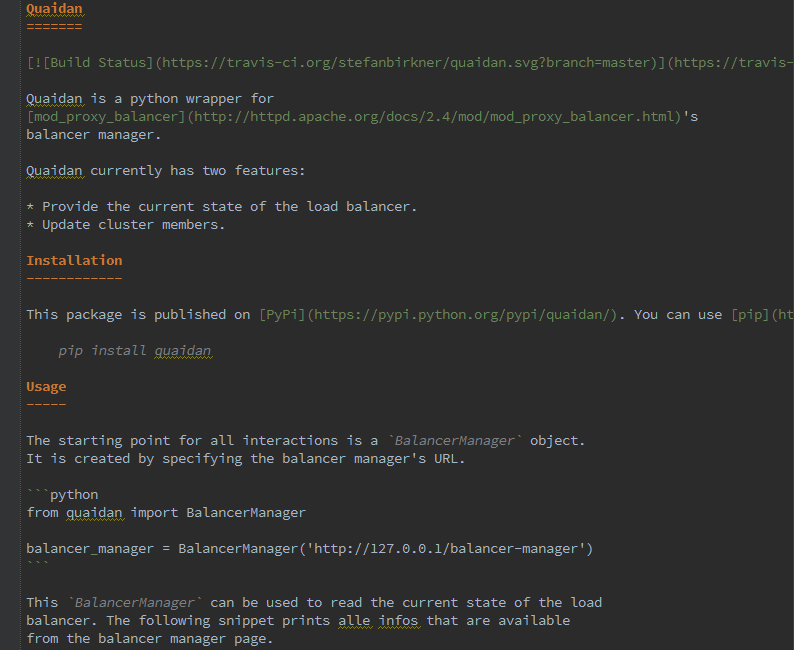 Quaidan
=======
[![Build Status](https://travis-ci.org/stefanbirkner/quaidan.svg?branch=master)](https://travis-
Quaidan is a python wrapper for
[mod_proxy_balancer](http://httpd.apache.org/docs/2.4/mod/mod_proxy_balancer.html)'s
balancer manager.
Quaidan currently has two features:
* Provide the current state of the load balancer.
* Update cluster members.
Installation
------------
This package is published on [PyPi](https://pypi.python.org/pypi/quaidan/). You can use [pip](ht
pip install quaidan
Usage
-----
The starting point for all interactions is a `BalancerManager` object.
It is created by specifying the balancer manager's URL.
```python
from quaidan import BalancerManager
balancer_manager = BalancerManager('http://127.0.0.1/balancer-manager')
```
This `BalancerManager` can be used to read the current state of the load
balancer. The following snippet prints alle infos that are available
from the balancer manager page.